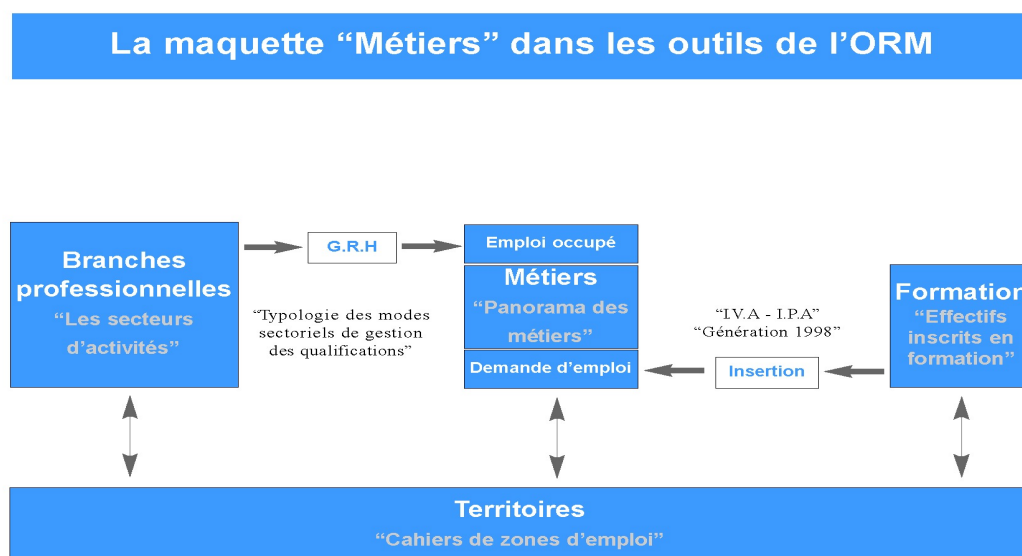 La maquette “Métiers” dans les outils de l’ORM
Branches
professionnelles
“Les secteurs
d’activités”
G.R.H
“Typologie des modes
sectoriels de gestion
des qualifications”
Emploi occupé
Métiers
“Panorama des
métiers”
Demande d’emploi
“I.V.A - I.P.A”
“Génération 1998”
Insertion
Formation
“Effectifs
inscrits en
formation”
Territoires
“Cahiers de zones d’emploi”